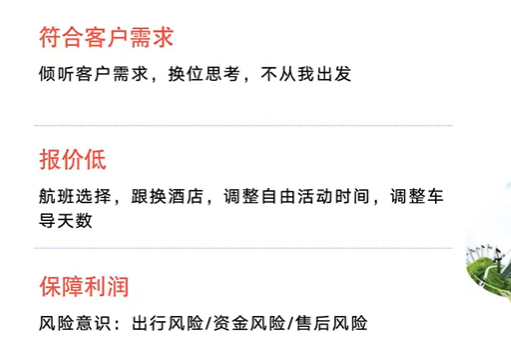 符合客户需求
倾听客户需求，换位思考，不从我出发
报价低
航班选择，跟换酒店，调整自由活动时间，调整车
导天数
保障利润
风险意识：出行风险/资金风险/售后风险